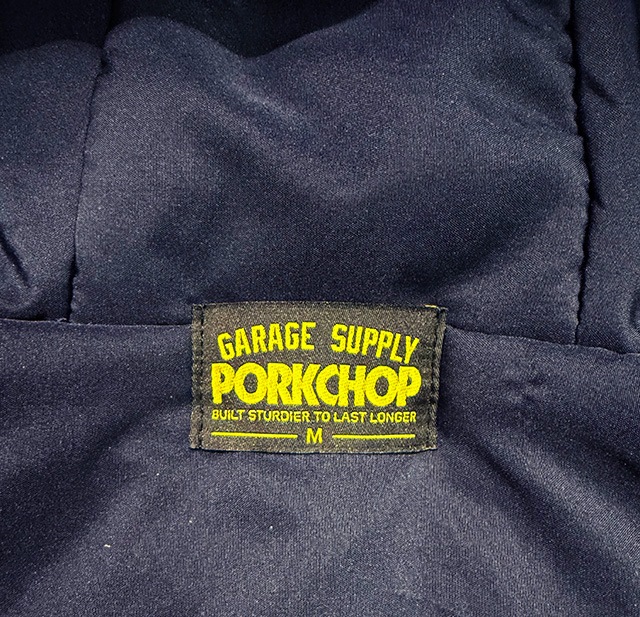 GARAGE SUPPLY
PORKCHOP
BUILT STURDIER TO LAST LONGER
M